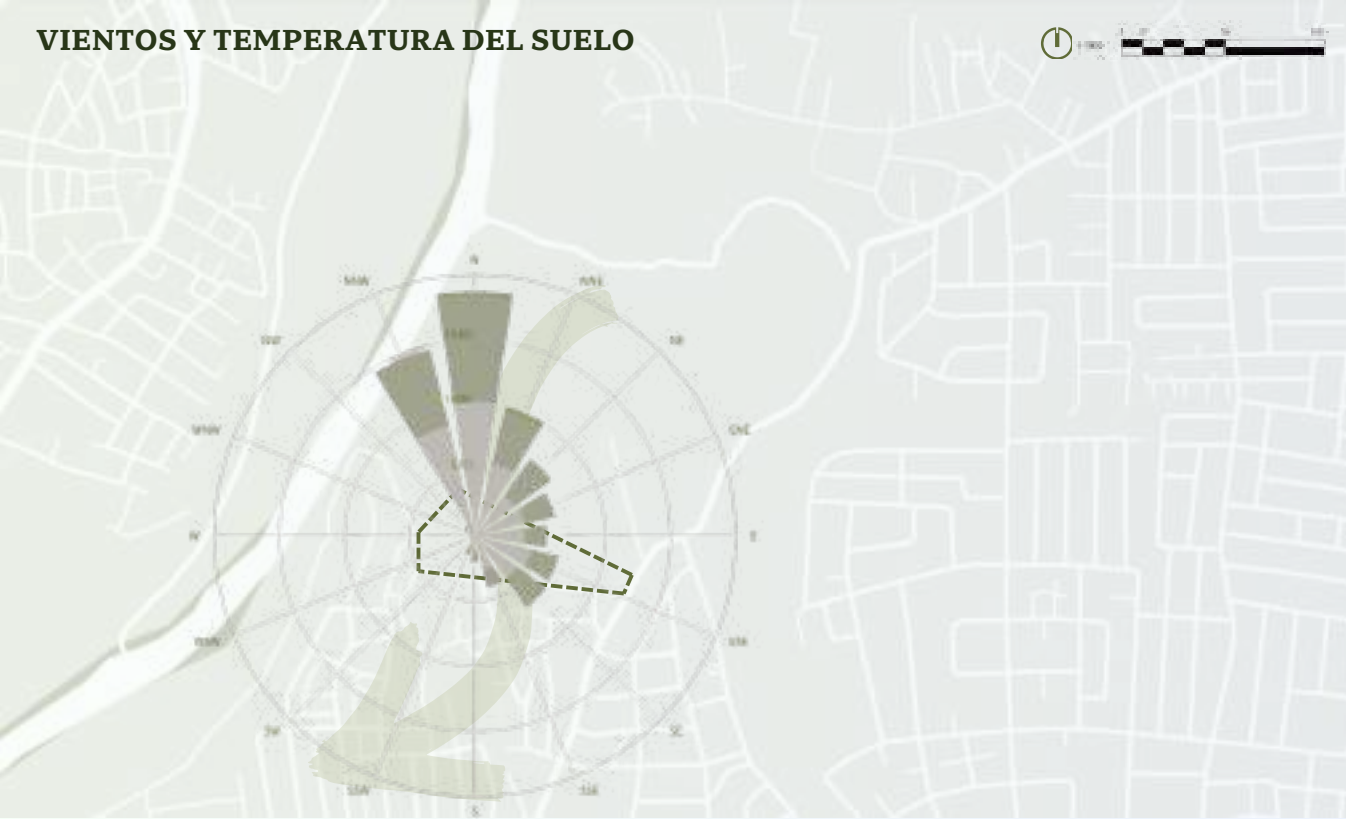 VIENTOS Y TEMPERATURA DEL SUELO
N
NNW
NNE
NW
NE
WNW
ENE
W
E
WSW
ESE
SW
SE
SSW
SSE
S